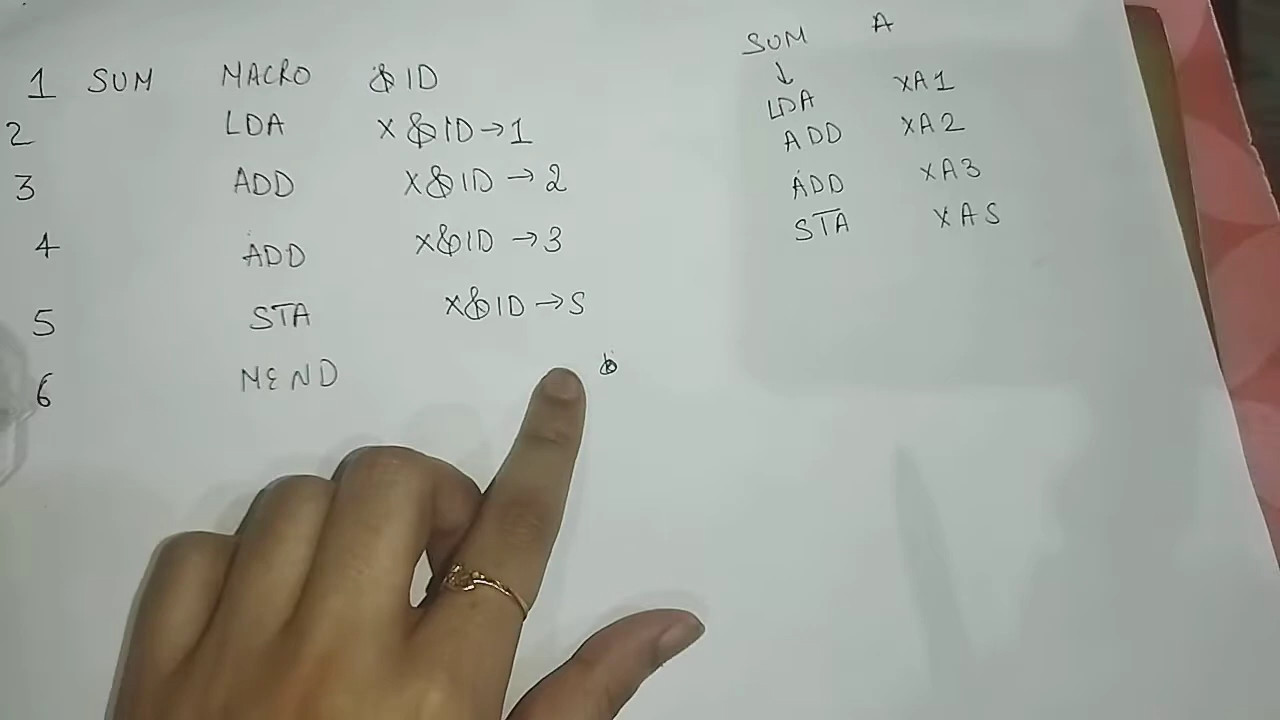 1 SUM MACRO &ID
2 LDA X&ID→1
3 ADD X&ID→2
4 ADD X&ID→3
5 STA X&ID→S
6 MEND
SUM A
↓
LDA XA1
ADD XA2
ADD XA3
STA XAS